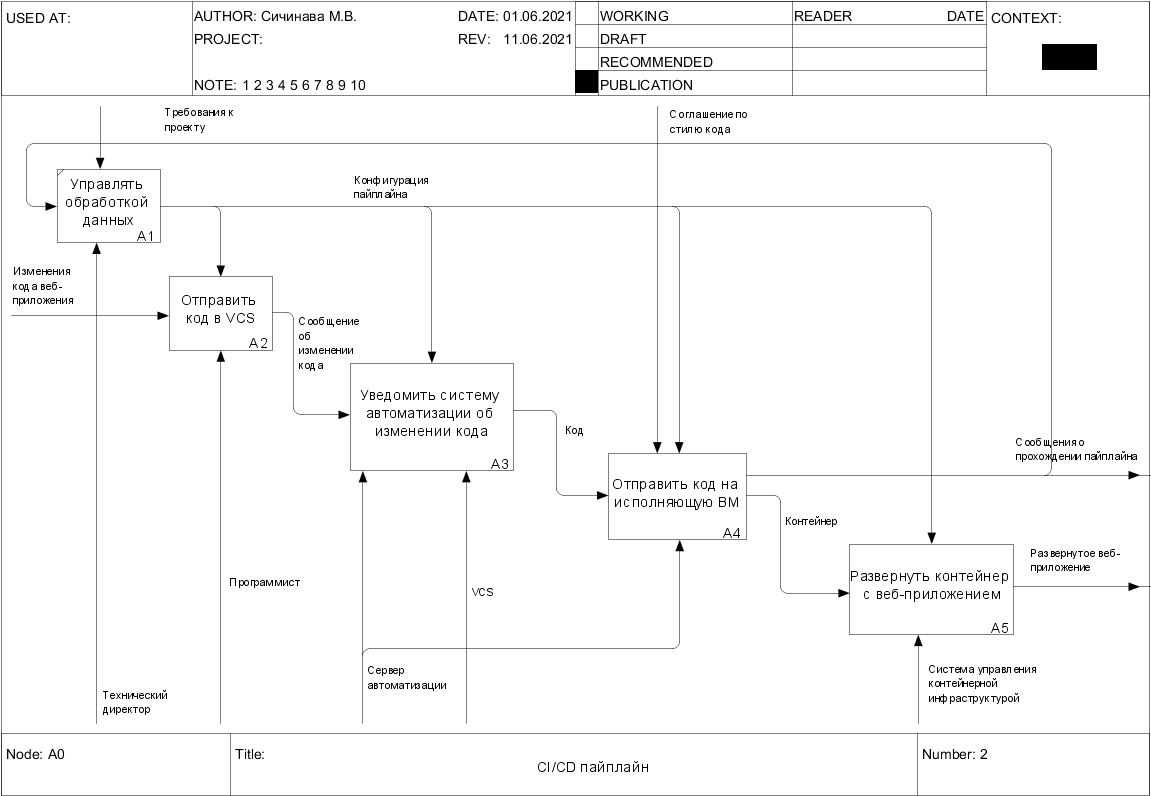 USED AT:
AUTHOR: Сичинава М.В.
DATE: 01.06.2021
PROJECT:
REV: 11.06.2021
NOTE: 1 2 3 4 5 6 7 8 9 10
WORKING
DRAFT
RECOMMENDED
PUBLICATION
READER
DATE
CONTEXT:
Требования к
проекту
Соглашение по
стилю кода
Управлять
обработкой
данных
A1
Конфигурация
пайплайна
Изменения
кода веб-
приложения
Отправить
код в VCS
A2
Сообщение
об
изменении
кода
Уведомить систему
автоматизации об
изменении кода
A3
Код
Отправить код на
исполняющую ВМ
A4
Сообщения о
прохождении пайплайна
Контейнер
Развернуть контейнер
с веб-приложением
A5
Развернутое веб-
приложение
Программист
VCS
Сервер
автоматизации
Система управления
контейнерной
инфраструктурой
Технический
директор
Node: A0
Title:
CI/CD пайплайн
Number: 2